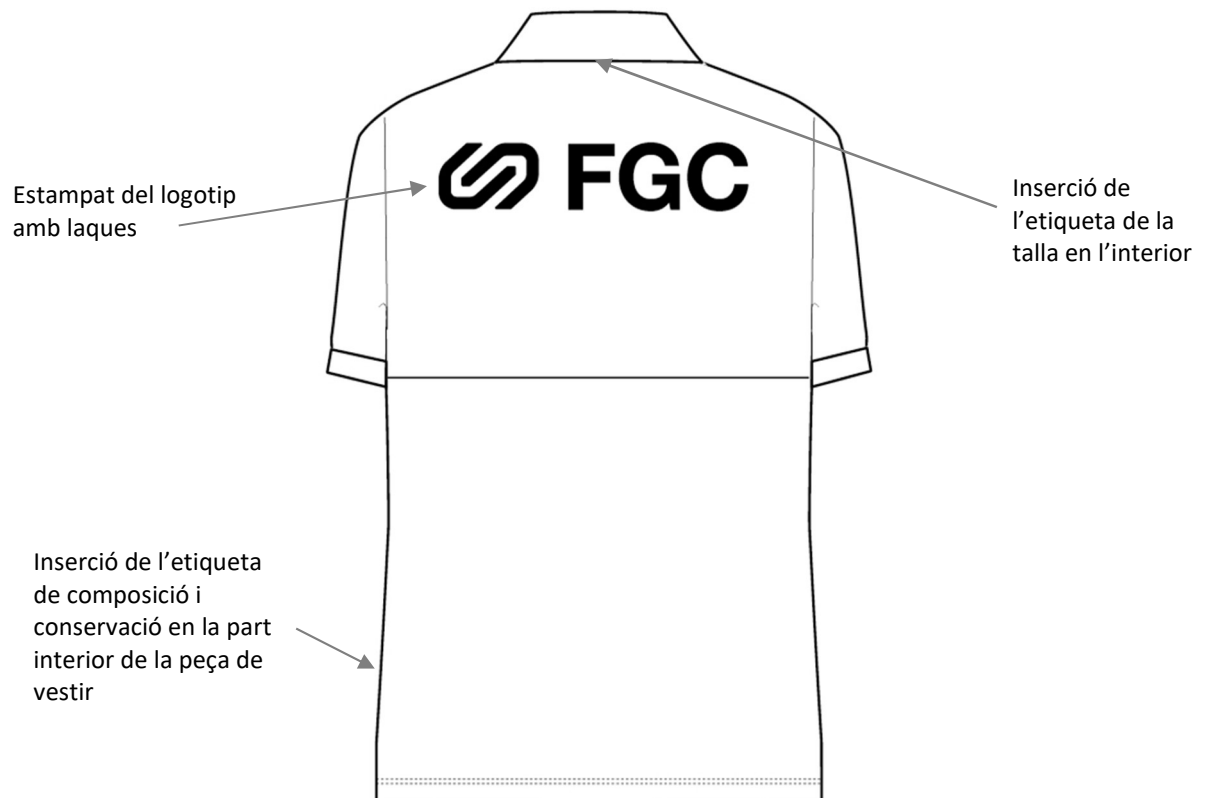 FGC
Estampat del logotip
amb laques
Inserció de
l’etiqueta de la
talla en l’interior
Inserció de l’etiqueta
de composició i
conservació en la part
interior de la peça de
vestir